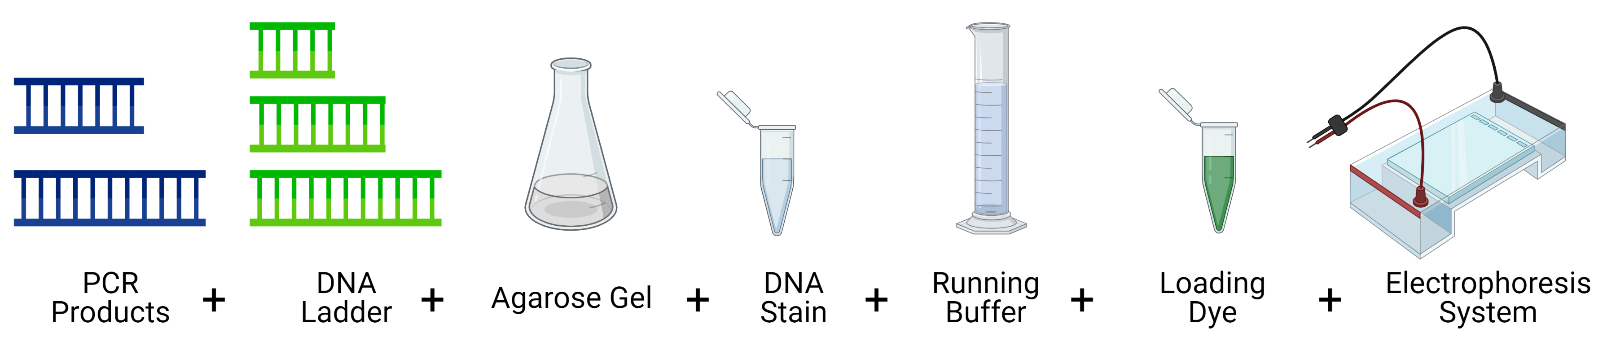 PCR
Products
+
DNA
Ladder
+
Agarose Gel
+
DNA
Stain
+
Running
Buffer
+
Loading
Dye
+
Electrophoresis
System